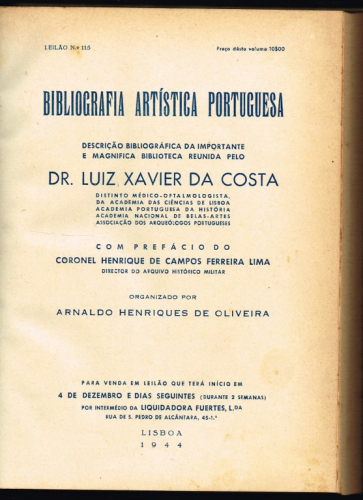 LEILÃO N.º 115 Preço dêste volume 10$00
BIBLIOGRAFIA ARTÍSTICA PORTUGUESA
DESCRIÇÃO BIBLIOGRÁFICA DA IMPORTANTE
E MAGNIFICA BIBLIOTECA REUNIDA PELO
DR. LUIZ XAVIER DA COSTA
DISTINTO MÉDICO-OFTALMOLOGISTA,
DA ACADEMIA DAS CIÊNCIAS DE LISBOA
ACADEMIA PORTUGUESA DA HISTÓRIA
ACADEMIA NACIONAL DE BELAS-ARTES
ASSOCIAÇÃO DOS ARQUEÓLOGOS PORTUGUESES
COM PREFÁCIO DO
CORONEL HENRIQUE DE CAMPOS FERREIRA LIMA
DIRECTOR DO ARQUIVO HISTÓRICO MILITAR
ORGANIZADO POR
ARNALDO HENRIQUES DE OLIVEIRA
PARA VENDA EM LEILÃO QUE TERÁ INÍCIO EM
4 DE DEZEMBRO E DIAS SEGUINTES (DURANTE 2 SEMANAS)
POR INTERMÉDIO DA LIQUIDADORA FUERTES, L.DA
RUA DE S. PEDRO DE ALCÂNTARA, 45-1.º
LISBOA
1944